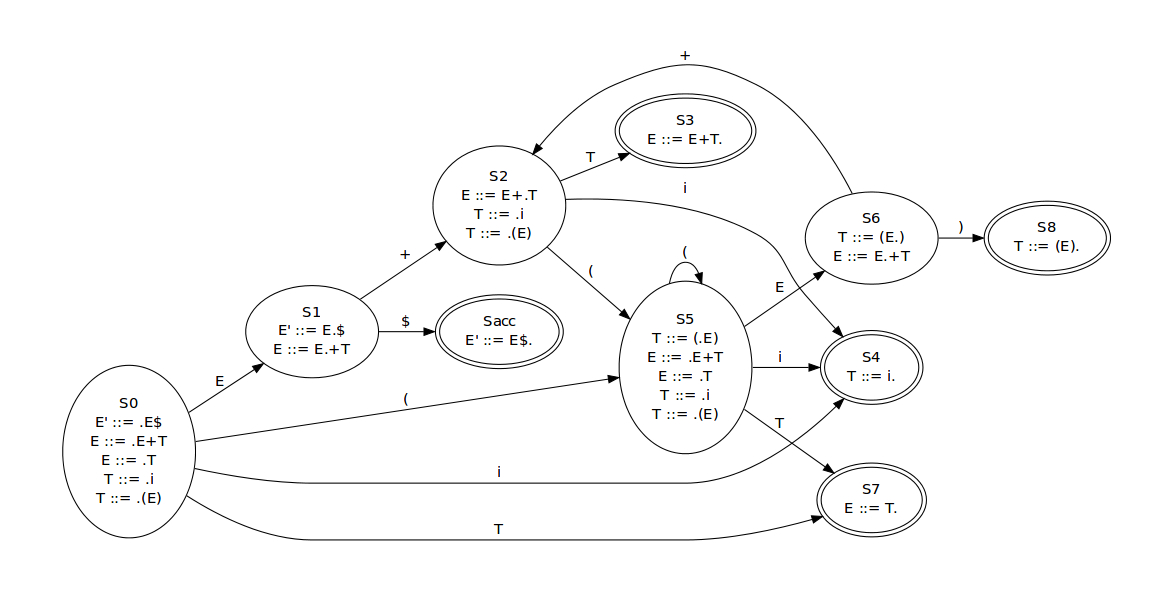 +
S3
E ::= E+T.
T
S2
E ::= E+.T
T ::= .i
T ::= .(E)
i
S6
T ::= (E.)
E ::= E.+T
)
S8
T ::= (E).
+
(
(
S1
E' ::= E.$
E ::= E.+T
$
Sacc
E' ::= E$.
S5
T ::= (.E)
E ::= .E+T
E ::= .T
T ::= .i
T ::= .(E)
E
i
S4
T ::= i.
E
S0
E' ::= .E$
E ::= .E+T
E ::= .T
T ::= .i
T ::= .(E)
(
T
i
S7
E ::= T.
T